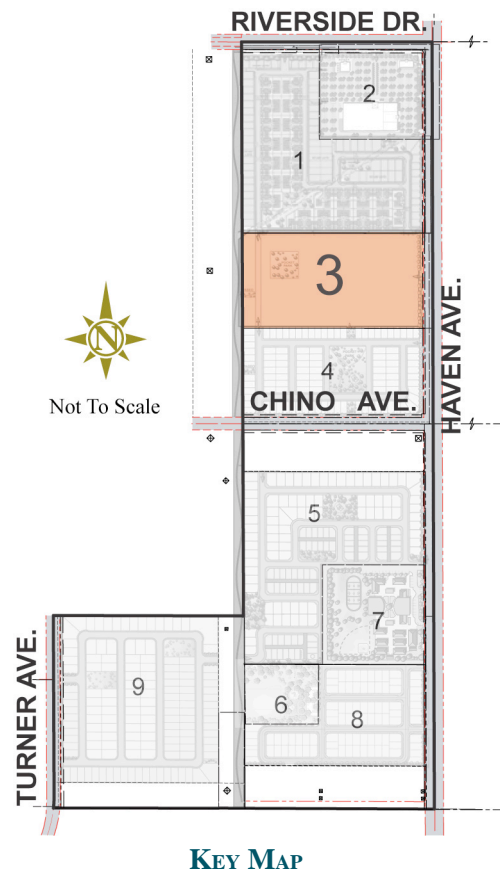 RIVERSIDE DR.
2
1
3
HAVEN AVE.
N
Not To Scale
4
CHINO AVE.
5
7
TURNER AVE.
9
6
8
KEY MAP